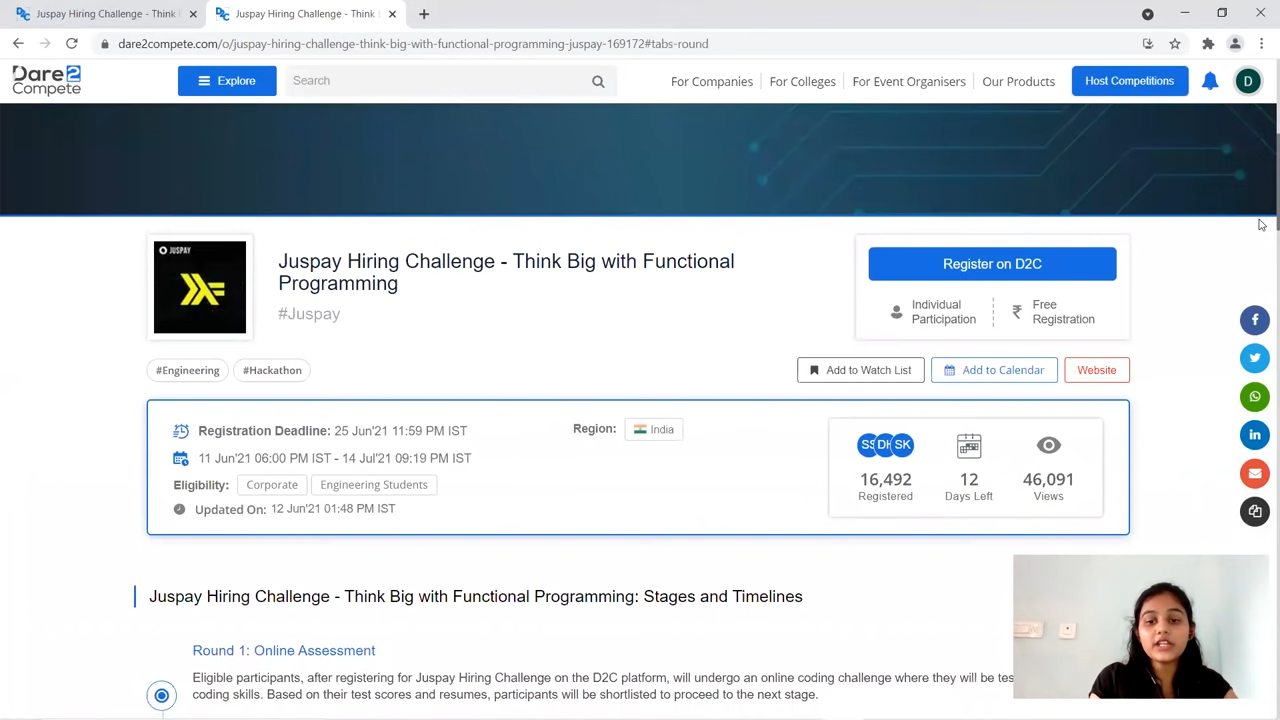 Juspay Hiring Challenge - Think
Juspay Hiring Challenge - Think
dare2compete.com/o/juspay-hiring-challenge-think-big-with-functional-programming-juspay-169172#tabs-round
Dare2
Compete
Explore
Search
For Companies
For Colleges
For Event Organisers
Our Products
Host Competitions
D
JUSPAY
Juspay Hiring Challenge - Think Big with Functional
Programming
#Juspay
Register on D2C
Individual
Participation
₹ Free
Registration
#Engineering
#Hackathon
Add to Watch List
Add to Calendar
Website
Registration Deadline: 25 Jun'21 11:59 PM IST
11 Jun'21 06:00 PM IST - 14 Jul'21 09:19 PM IST
Eligibility: Corporate Engineering Students
Updated On: 12 Jun'21 01:48 PM IST
Region: India
SS DH SK
16,492
Registered
12
Days Left
46,091
Views
Juspay Hiring Challenge - Think Big with Functional Programming: Stages and Timelines
Round 1: Online Assessment
Eligible participants, after registering for Juspay Hiring Challenge on the D2C platform, will undergo an online coding challenge where they will be tes
coding skills. Based on their test scores and resumes, participants will be shortlisted to proceed to the next stage.